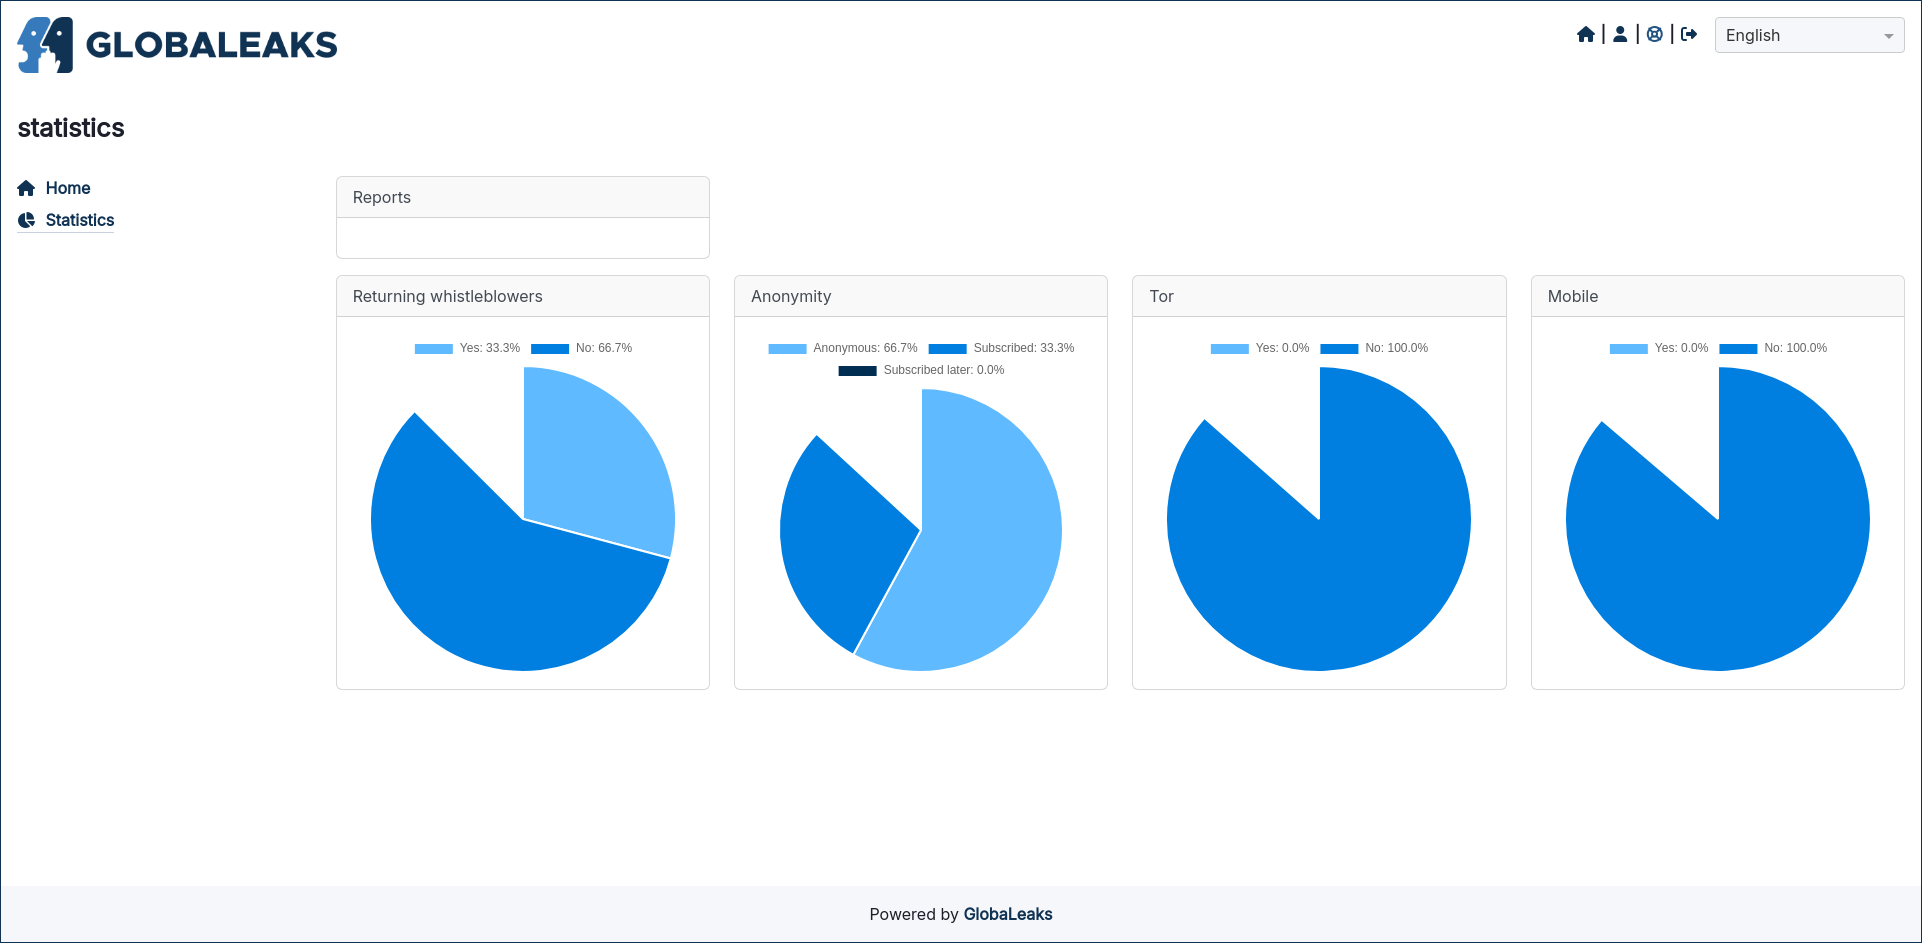 GLOBALEAKS
English
statistics
Home
Statistics
Reports
Returning whistleblowers
Yes: 33.3% No: 66.7%
Anonymity
Anonymous: 66.7% Subscribed: 33.3%
Subscribed later: 0.0%
Tor
Yes: 0.0% No: 100.0%
Mobile
Yes: 0.0% No: 100.0%
Powered by GlobaLeaks